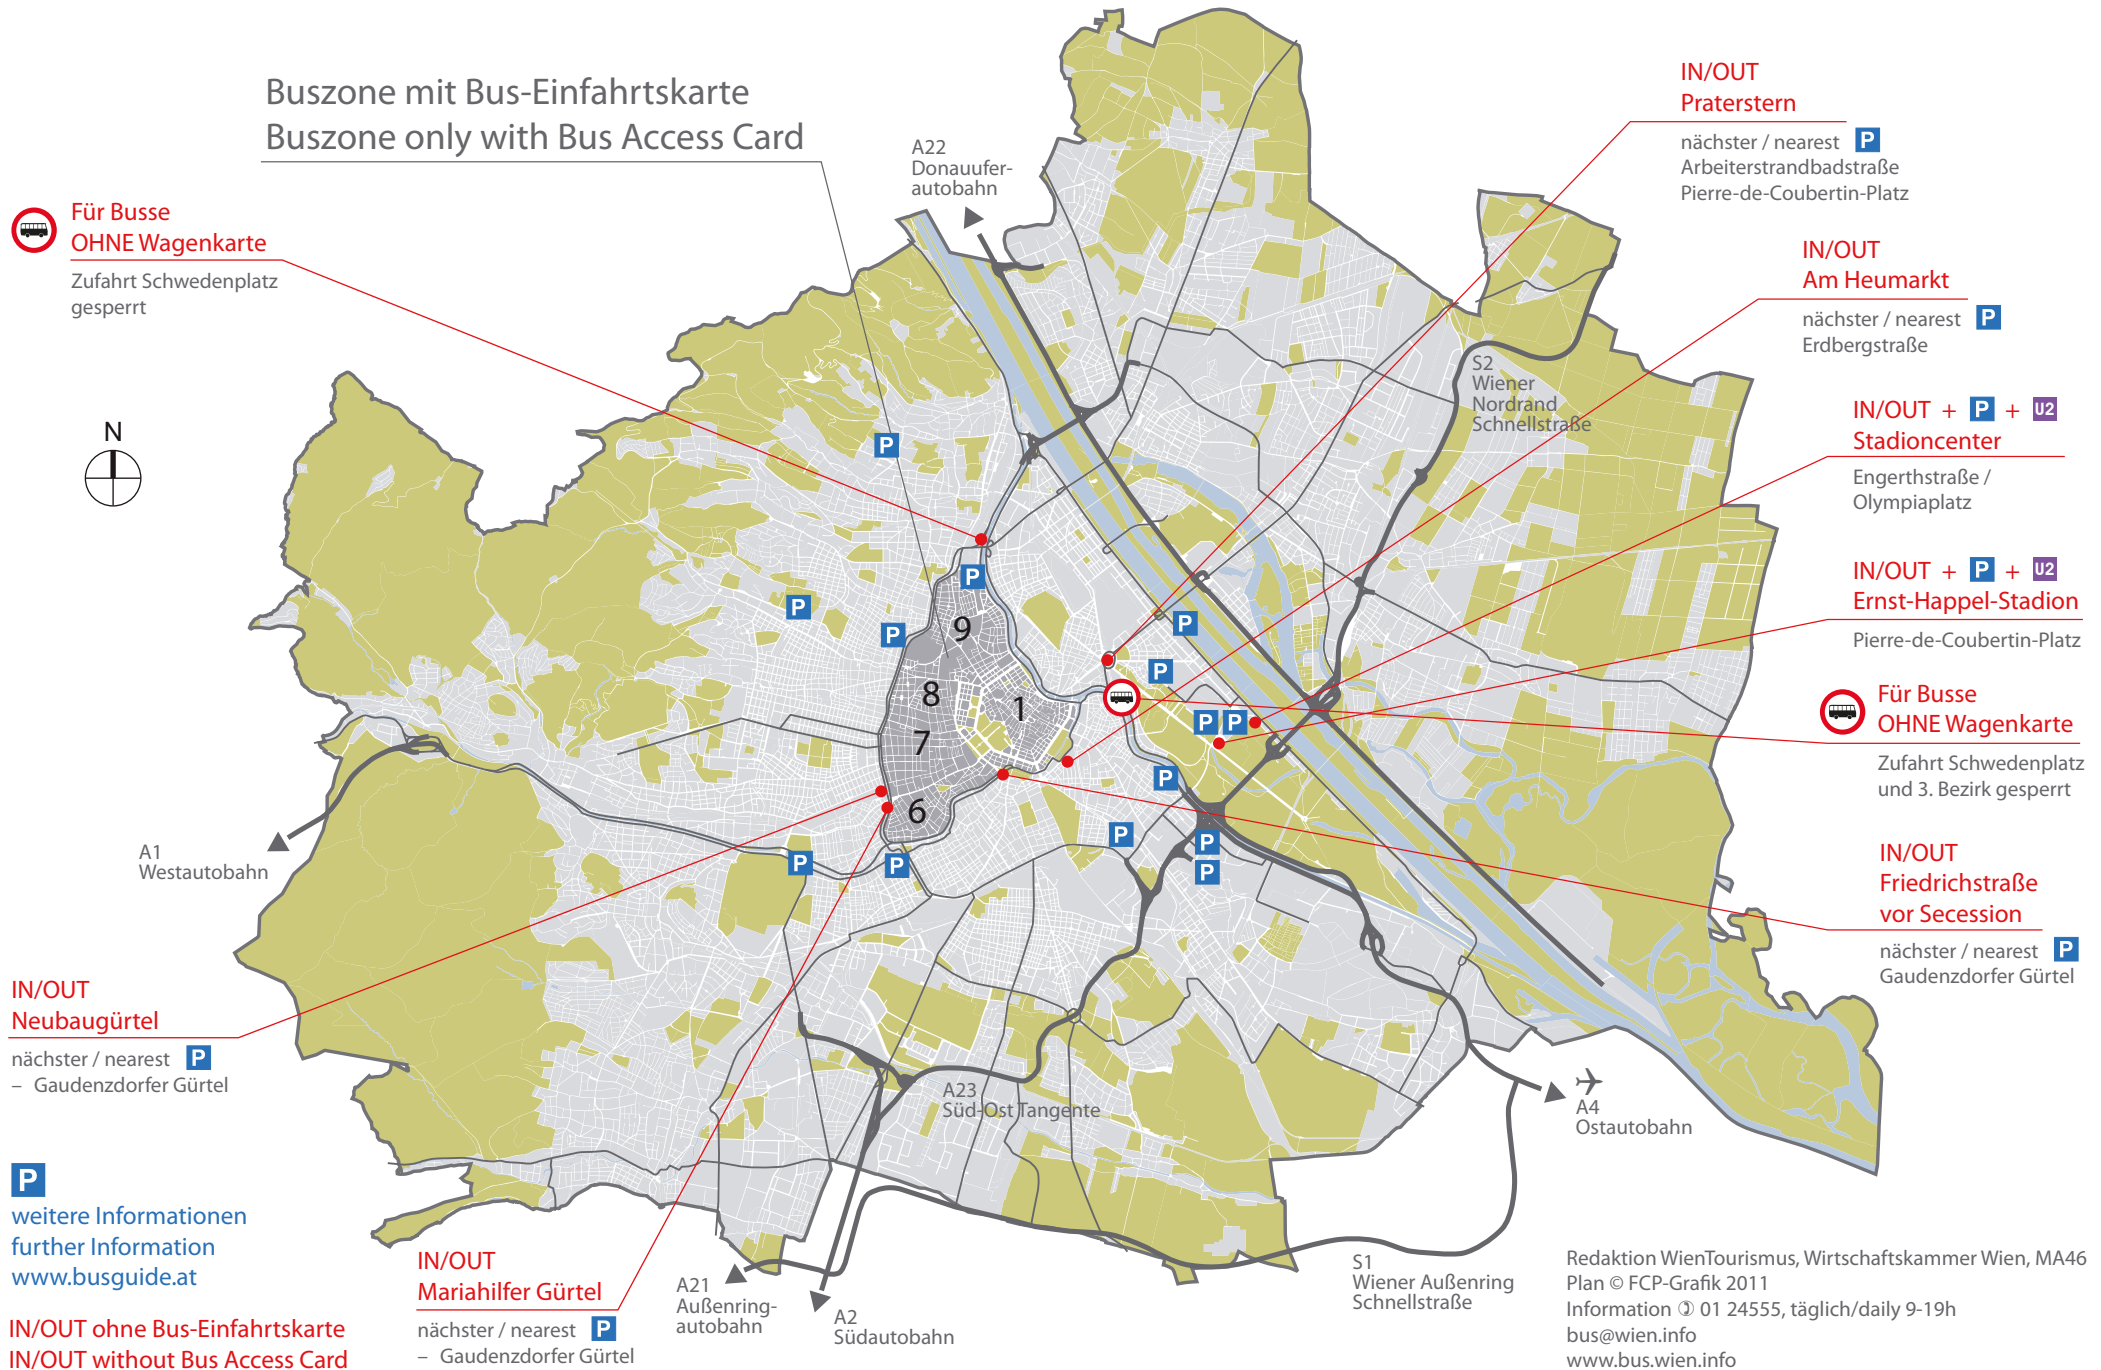 Buszone mit Bus-Einfahrtskarte
Buszone only with Bus Access Card
Für Busse
OHNE Wagenkarte
Zufahrt Schwedenplatz
gesperrt
N
A22
Donauufer-
autobahn
IN/OUT
Praterstern
nächster / nearest P
Arbeiterstrandbadstraße
Pierre-de-Coubertin-Platz
IN/OUT
Am Heumarkt
nächster / nearest P
Erdbergstraße
S2
Wiener
Nordrand
Schnellstraße
IN/OUT + P + U2
Stadioncenter
Engerthstraße /
Olympiaplatz
IN/OUT + P + U2
Ernst-Happel-Stadion
Pierre-de-Coubertin-Platz
Für Busse
OHNE Wagenkarte
Zufahrt Schwedenplatz
und 3. Bezirk gesperrt
IN/OUT
Friedrichstraße
vor Secession
nächster / nearest P
Gaudenzdorfer Gürtel
P
P
P
P
9
8
1
7
6
P
P
P P
P
P
P
P
P
P
A1
Westautobahn
IN/OUT
Neubaugürtel
nächster / nearest P
– Gaudenzdorfer Gürtel
A23
Süd-Ost Tangente
A4
Ostautobahn
P
weitere Informationen
further Information
www.busguide.at
IN/OUT ohne Bus-Einfahrtskarte
IN/OUT without Bus Access Card
IN/OUT
Mariahilfer Gürtel
nächster / nearest P
– Gaudenzdorfer Gürtel
A21
Außenring-
autobahn
A2
Südautobahn
S1
Wiener Außenring
Schnellstraße
Redaktion WienTourismus, Wirtschaftskammer Wien, MA46
Plan © FCP-Grafik 2011
Information ✆ 01 24555, täglich/daily 9-19h
bus@wien.info
www.bus.wien.info